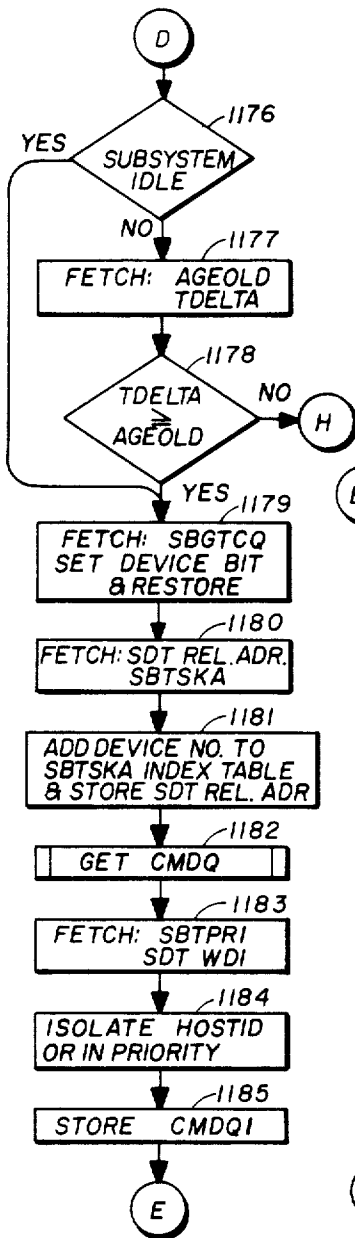 D
1176
YES
SUBSYSTEM
IDLE
NO
1177
FETCH: AGEOLD
TDELTA
1178
TDELTA
≧
AGEOLD
NO
H
YES
1179
FETCH: SBGTCQ
SET DEVICE BIT
& RESTORE
1180
FETCH: SDT REL. ADR.
SBTSKA
1181
ADD DEVICE NO. TO
SBTSKA INDEX TABLE
& STORE SDT REL. ADR
1182
GET CMDQ
1183
FETCH: SBTPRI
SDT WDI
1184
ISOLATE HOSTID
OR IN PRIORITY
1185
STORE CMDQI
E